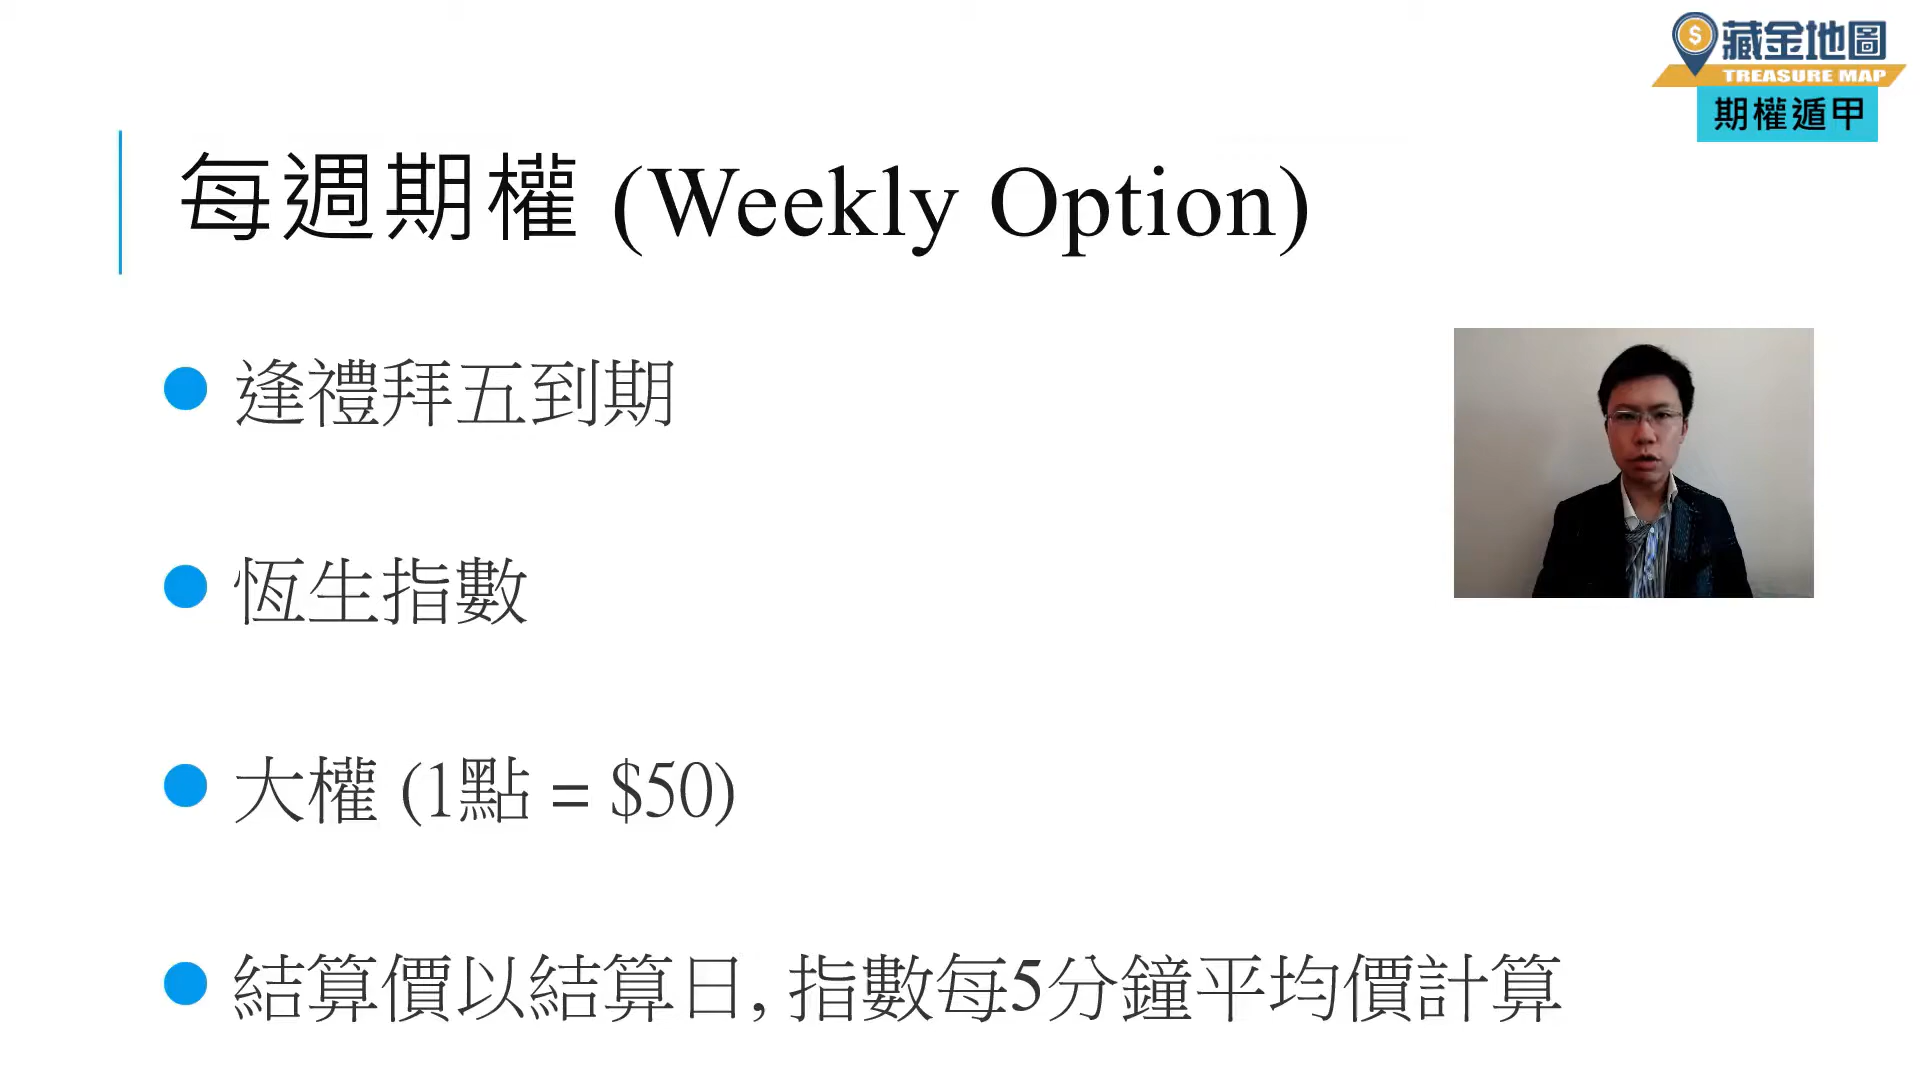 藏金地圖
TREASURE MAP
期權遁甲
每週期權 (Weekly Option)
逢禮拜五到期
恆生指數
大權 (1點 = $50)
結算價以結算日, 指數每5分鐘平均價計算